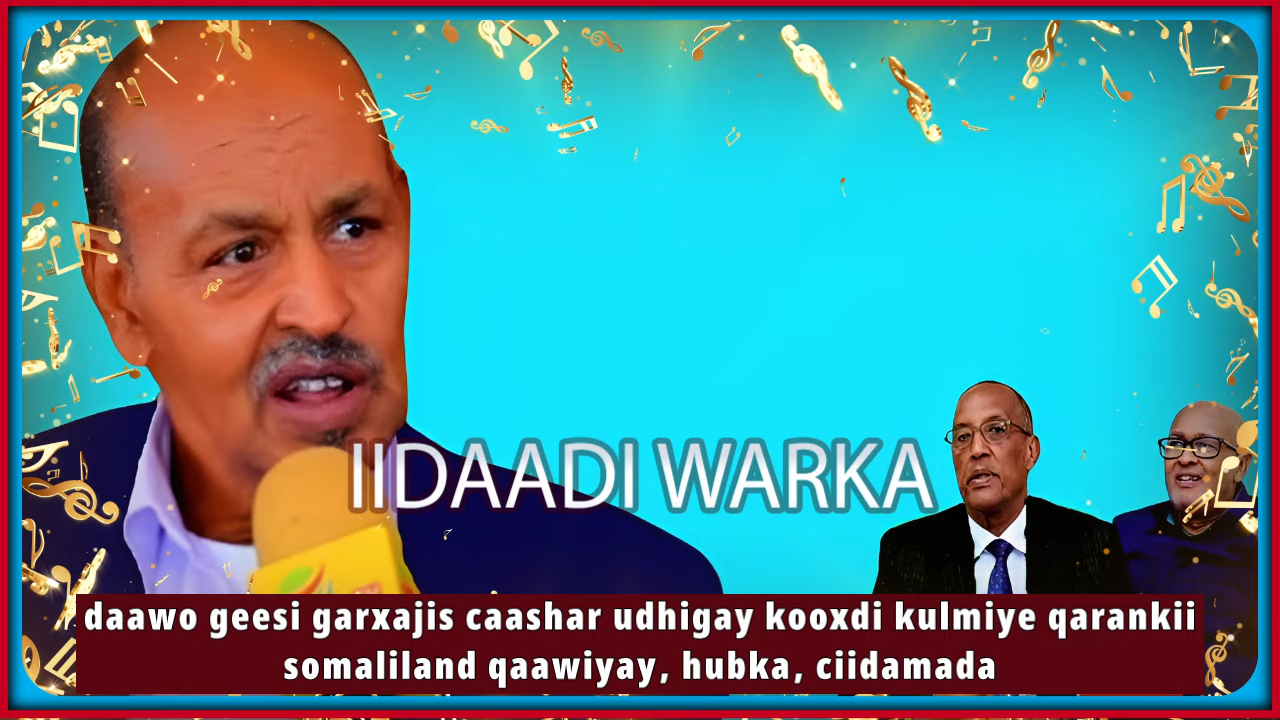 IIDAADI WARKA
daawo geesi garxajis caashar udhigay kooxdi kulmiye qarankii
somaliland qaawiyay, hubka, ciidamada